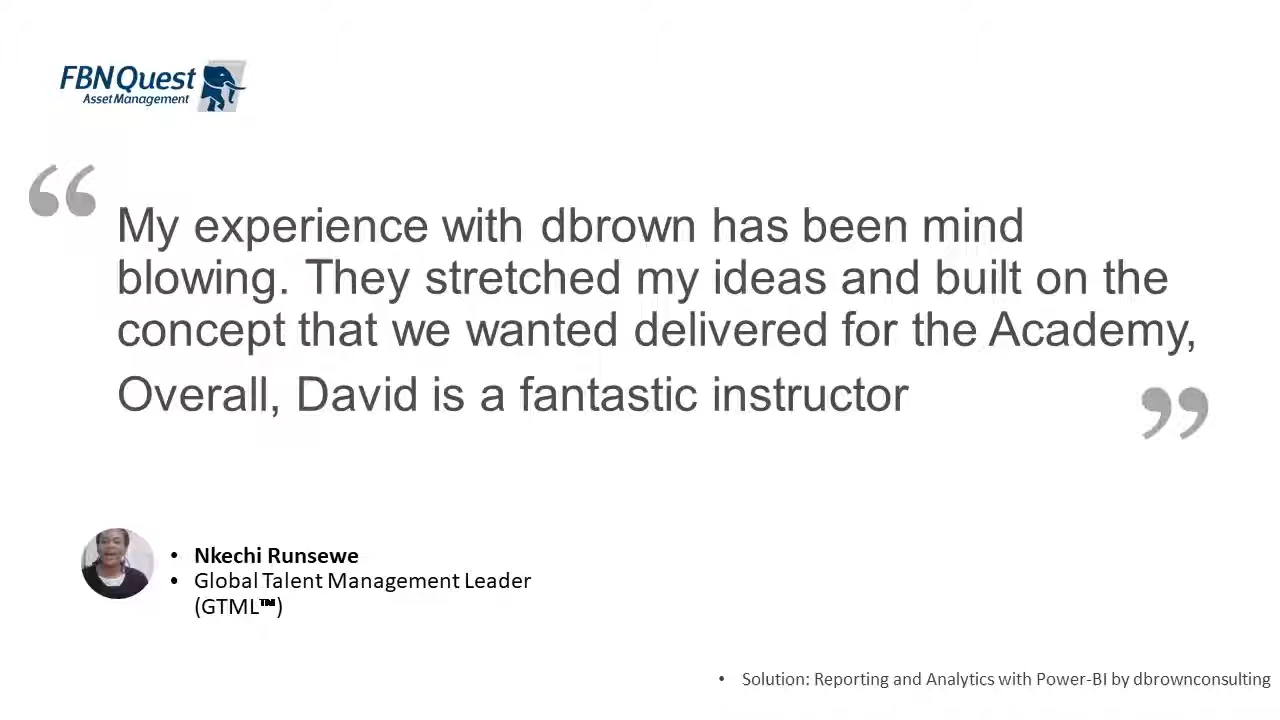 FBNQuest
Asset Management
“
My experience with dbrown has been mind
blowing. They stretched my ideas and built on the
concept that we wanted delivered for the Academy,
Overall, David is a fantastic instructor
”
• Nkechi Runsewe
• Global Talent Management Leader
(GTML™)
• Solution: Reporting and Analytics with Power-BI by dbrownconsulting